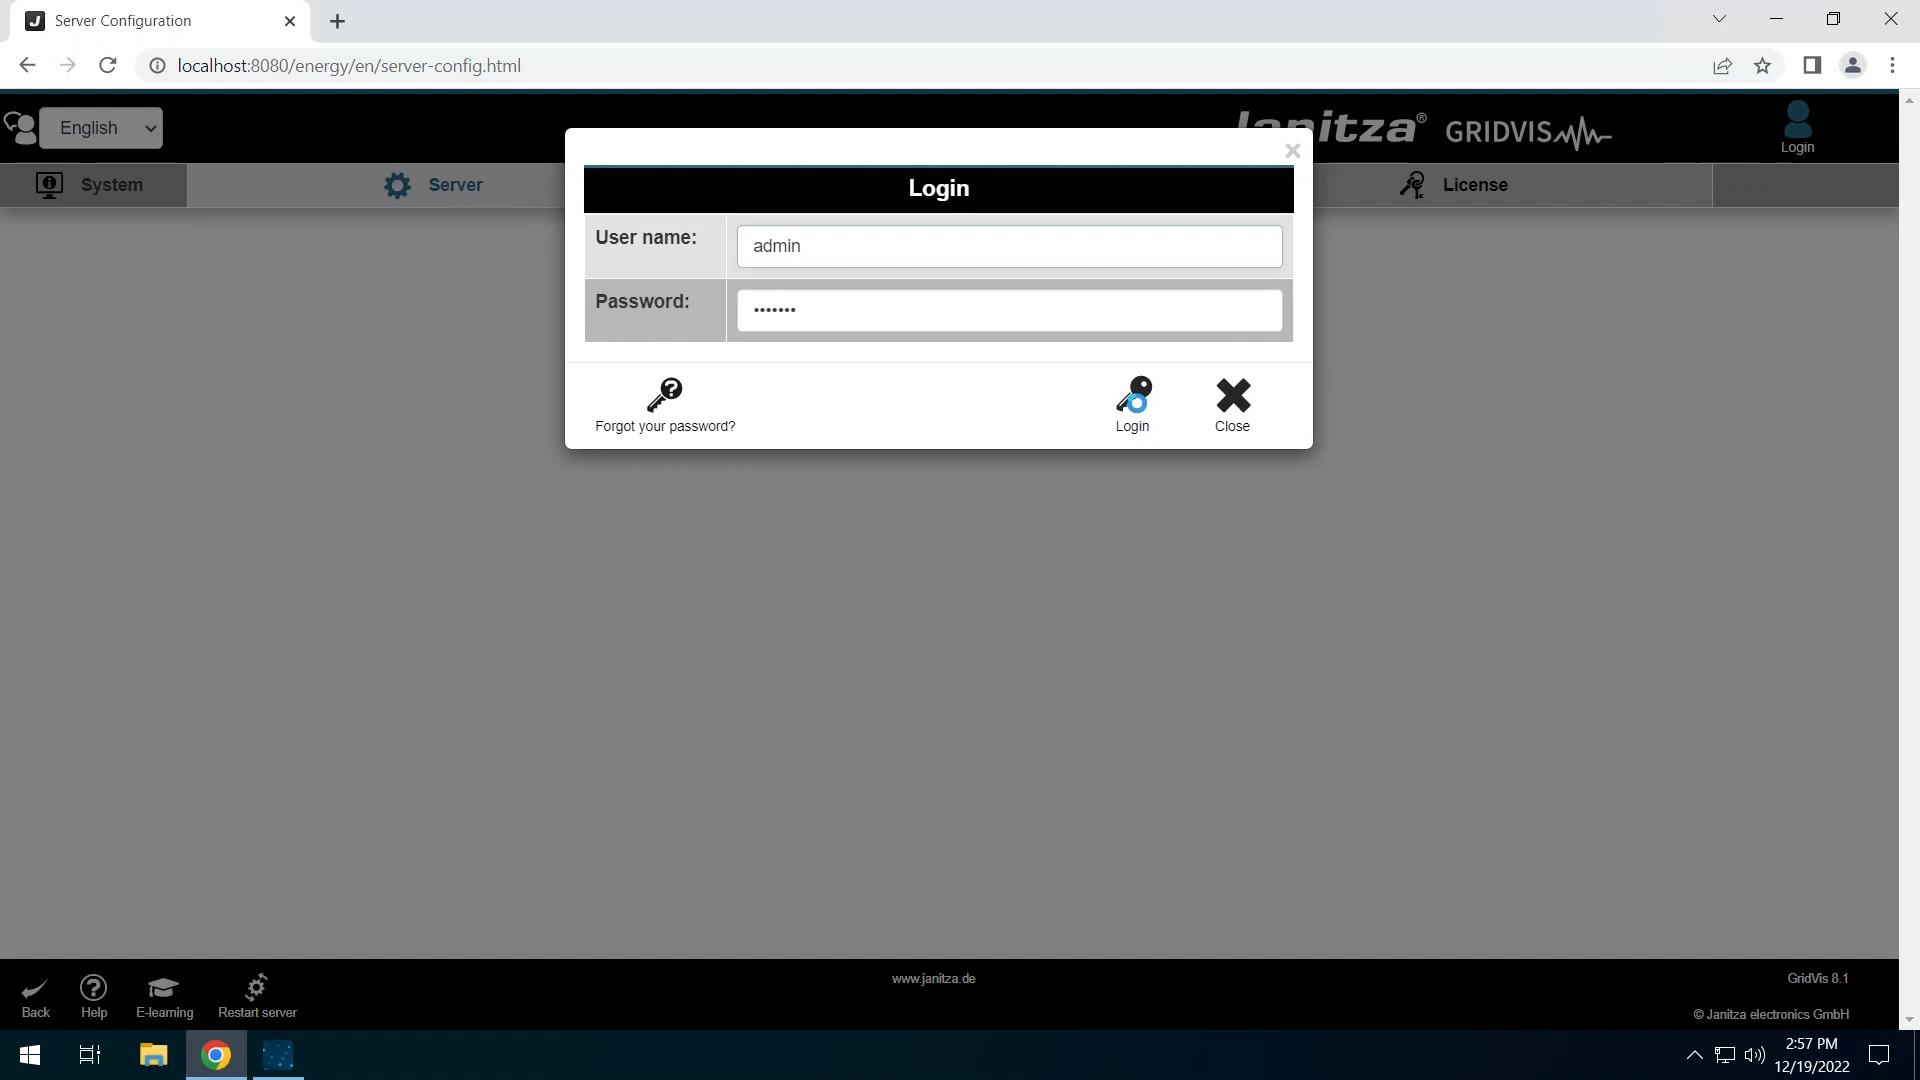 Server Configuration
localhost:8080/energy/en/server-config.html
English
Janitza® GRIDVIS
Login
System
Server
License
Login
User name:
admin
Password:
•••••••
Forgot your password?
Login
Close
www.janitza.de
GridVis 8.1
Back
Help
E-learning
Restart server
© Janitza electronics GmbH
2:57 PM
12/19/2022